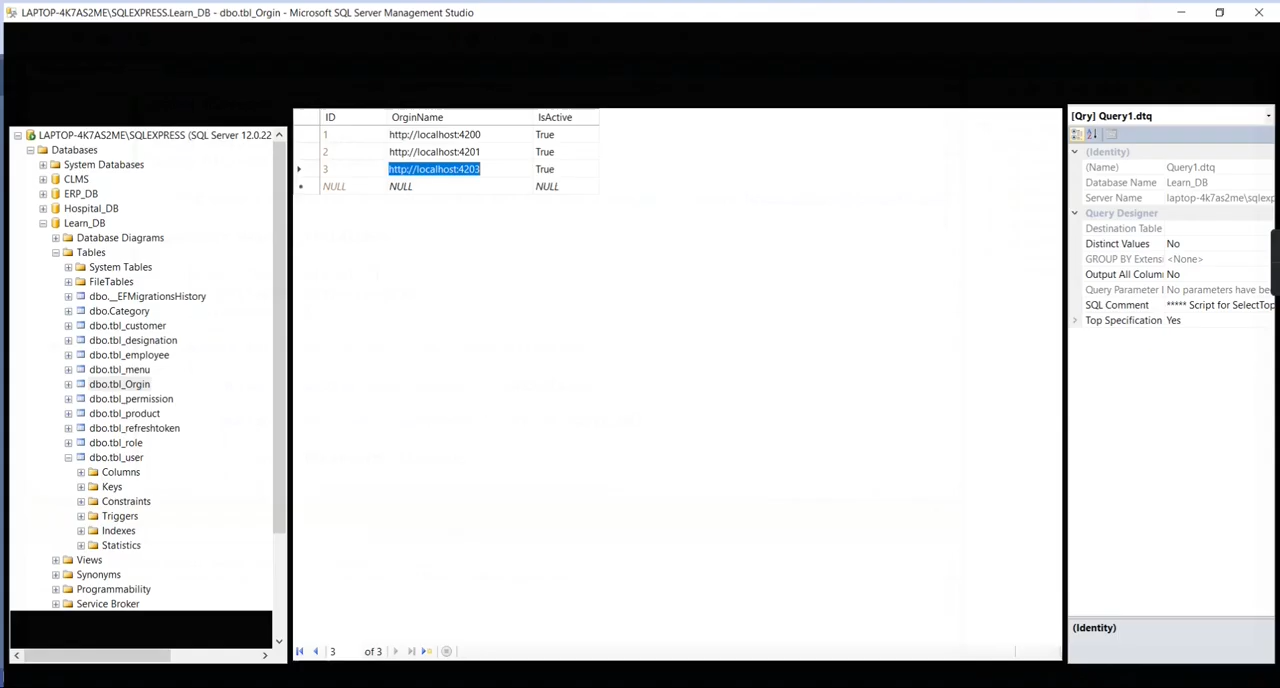 LAPTOP-4K7AS2ME\SQLEXPRESS.Learn_DB - dbo.tbl_Orgin - Microsoft SQL Server Management Studio
LAPTOP-4K7AS2ME\SQLEXPRESS (SQL Server 12.0.22
Databases
System Databases
CLMS
ERP_DB
Hospital_DB
Learn_DB
Database Diagrams
Tables
System Tables
FileTables
dbo.__EFMigrationsHistory
dbo.Category
dbo.tbl_customer
dbo.tbl_designation
dbo.tbl_employee
dbo.tbl_menu
dbo.tbl_Orgin
dbo.tbl_permission
dbo.tbl_product
dbo.tbl_refreshtoken
dbo.tbl_role
dbo.tbl_user
Columns
Keys
Constraints
Triggers
Indexes
Statistics
Views
Synonyms
Programmability
Service Broker
ID OrginName IsActive
1 http://localhost:4200 True
2 http://localhost:4201 True
3 http://localhost:4203 True
NULL NULL NULL
3 of 3
[Qry] Query1.dtq
(Identity)
(Name) Query1.dtq
Database Name Learn_DB
Server Name laptop-4k7as2me\sqlexp
Query Designer
Destination Table
Distinct Values No
GROUP BY Extens <None>
Output All Colum No
Query Parameter No parameters have bee
SQL Comment ***** Script for SelectTop
Top Specification Yes
(Identity)